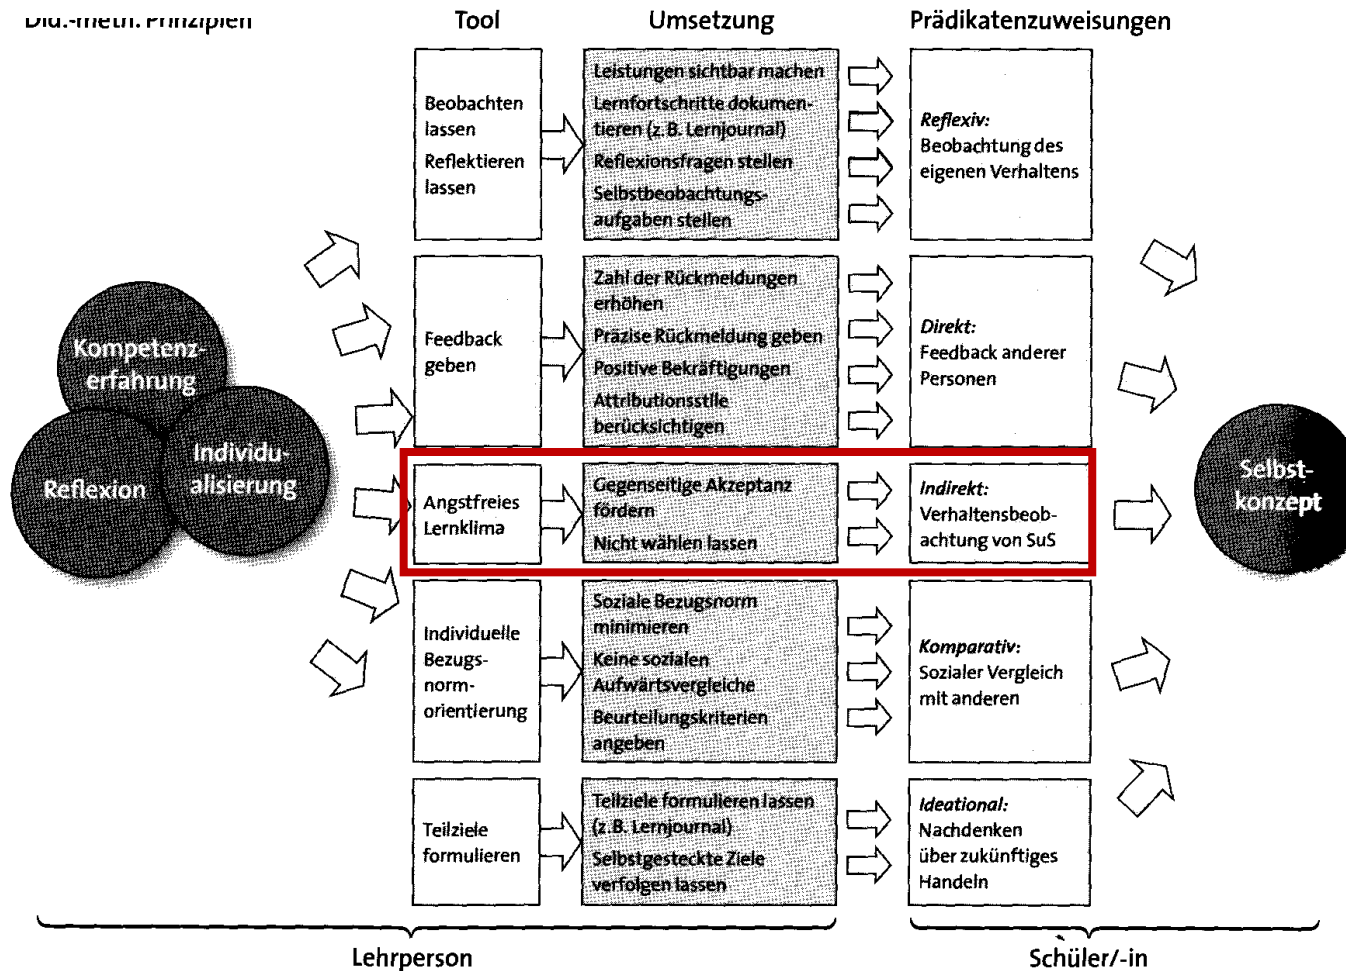 Did.-meth. Prinzipien
Tool
Umsetzung
Prädikatenzuweisungen
Kompetenz-
erfahrung
Reflexion
Individu-
alisierung
Beobachten
lassen
Reflektieren
lassen
Leistungen sichtbar machen
Lernfortschritte dokumen-
tieren (z. B. Lernjournal)
Reflexionsfragen stellen
Selbstbeobachtungs-
aufgaben stellen
Reflexiv:
Beobachtung des
eigenen Verhaltens
Feedback
geben
Zahl der Rückmeldungen
erhöhen
Präzise Rückmeldung geben
Positive Bekräftigungen
Attributionsstile
berücksichtigen
Direkt:
Feedback anderer
Personen
Angstfreies
Lernklima
Gegenseitige Akzeptanz
fördern
Nicht wählen lassen
Indirekt:
Verhaltensbeob-
achtung von SuS
Individuelle
Bezugs-
norm-
orientierung
Soziale Bezugsnorm
minimieren
Keine sozialen
Aufwärtsvergleiche
Beurteilungskriterien
angeben
Komparativ:
Sozialer Vergleich
mit anderen
Teilziele
formulieren
Teilziele formulieren lassen
(z. B. Lernjournal)
Selbstgesteckte Ziele
verfolgen lassen
Ideational:
Nachdenken
über zukünftiges
Handeln
Selbst-
konzept
Lehrperson
Schüler/-in